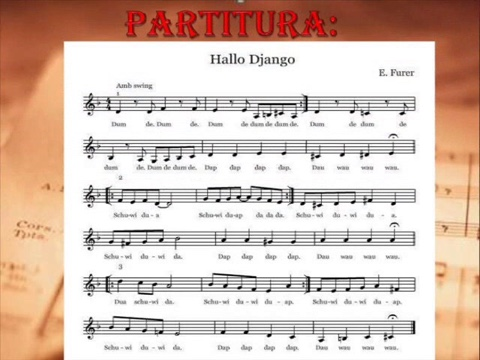 PARTITURA:
Hallo Django
E. Furer
Amb swing
1
Dum de. Dum de. Dum de dum de dum de. Dum de dum de
dum de. Dum de dum de. Dap dap dap dap. Dau wau wau wau.
2
Schu-wi du-a Schu-wi du-ap da da da. Schu-wi du-wi du-a.
Schu-wi du-wi da. Dap dap dap dap. Dau wau wau wau.
3
Dua schu-wi da. Schu-wi du-wi du-ap. Schu-wi du-wi du-ap.
Schu-wi du-wi da. Dap dap dap dap. Dau wau wau wau.
A.
Cors.
Tpta.